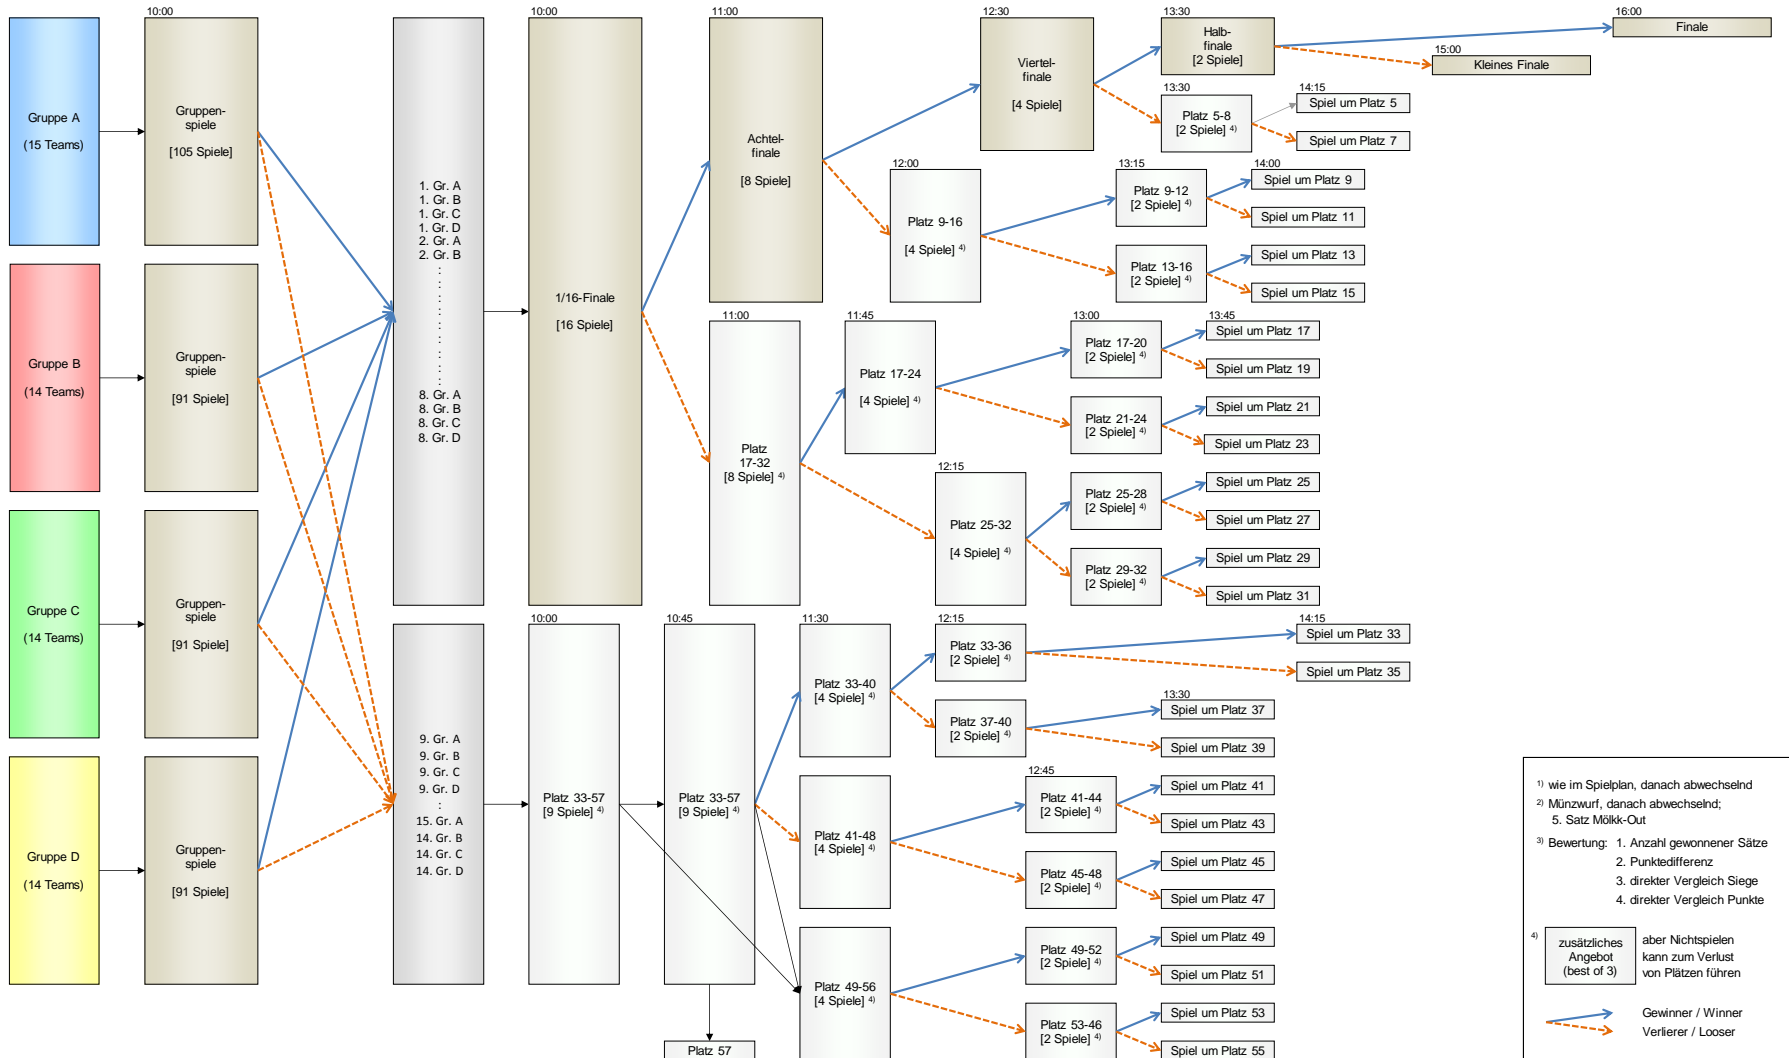 Gruppe A
(15 Teams)
10:00
Gruppen-
spiele
[105 Spiele]
Gruppe B
(14 Teams)
Gruppen-
spiele
[91 Spiele]
Gruppe C
(14 Teams)
Gruppen-
spiele
[91 Spiele]
Gruppe D
(14 Teams)
Gruppen-
spiele
[91 Spiele]
1. Gr. A
1. Gr. B
1. Gr. C
1. Gr. D
2. Gr. A
2. Gr. B
:
:
:
:
:
:
:
:
:
8. Gr. A
8. Gr. B
8. Gr. C
8. Gr. D
9. Gr. A
9. Gr. B
9. Gr. C
9. Gr. D
:
15. Gr. A
14. Gr. B
14. Gr. C
14. Gr. D
10:00
1/16-Finale
[16 Spiele]
11:00
Achtel-
finale
[8 Spiele]
12:30
Viertel-
finale
[4 Spiele]
13:30
Halb-
finale
[2 Spiele]
16:00
Finale
15:00
Kleines Finale
13:30
Platz 5-8
[2 Spiele] 4)
14:15
Spiel um Platz 5
Spiel um Platz 7
12:00
Platz 9-16
[4 Spiele] 4)
13:15
Platz 9-12
[2 Spiele] 4)
14:00
Spiel um Platz 9
Spiel um Platz 11
Platz 13-16
[2 Spiele] 4)
Spiel um Platz 13
Spiel um Platz 15
11:00
Platz
17-32
[8 Spiele] 4)
11:45
Platz 17-24
[4 Spiele] 4)
13:00
Platz 17-20
[2 Spiele] 4)
13:45
Spiel um Platz 17
Spiel um Platz 19
Platz 21-24
[2 Spiele] 4)
Spiel um Platz 21
Spiel um Platz 23
12:15
Platz 25-32
[4 Spiele] 4)
Platz 25-28
[2 Spiele] 4)
Spiel um Platz 25
Spiel um Platz 27
Platz 29-32
[2 Spiele] 4)
Spiel um Platz 29
Spiel um Platz 31
10:00
Platz 33-57
[9 Spiele] 4)
10:45
Platz 33-57
[9 Spiele] 4)
Platz 57
11:30
Platz 33-40
[4 Spiele] 4)
12:15
Platz 33-36
[2 Spiele] 4)
14:15
Spiel um Platz 33
Spiel um Platz 35
Platz 37-40
[2 Spiele] 4)
13:30
Spiel um Platz 37
Spiel um Platz 39
Platz 41-48
[4 Spiele] 4)
12:45
Platz 41-44
[2 Spiele] 4)
Spiel um Platz 41
Spiel um Platz 43
Platz 45-48
[2 Spiele] 4)
Spiel um Platz 45
Spiel um Platz 47
Platz 49-56
[4 Spiele] 4)
Platz 49-52
[2 Spiele] 4)
Spiel um Platz 49
Spiel um Platz 51
Platz 53-46
[2 Spiele] 4)
Spiel um Platz 53
Spiel um Platz 55
1) wie im Spielplan, danach abwechselnd
2) Münzwurf, danach abwechselnd;
5. Satz Mölkk-Out
3) Bewertung: 1. Anzahl gewonnener Sätze
2. Punktedifferenz
3. direkter Vergleich Siege
4. direkter Vergleich Punkte
4) zusätzliches
Angebot
(best of 3)
aber Nichtspielen
kann zum Verlust
von Plätzen führen
Gewinner / Winner
Verlierer / Looser